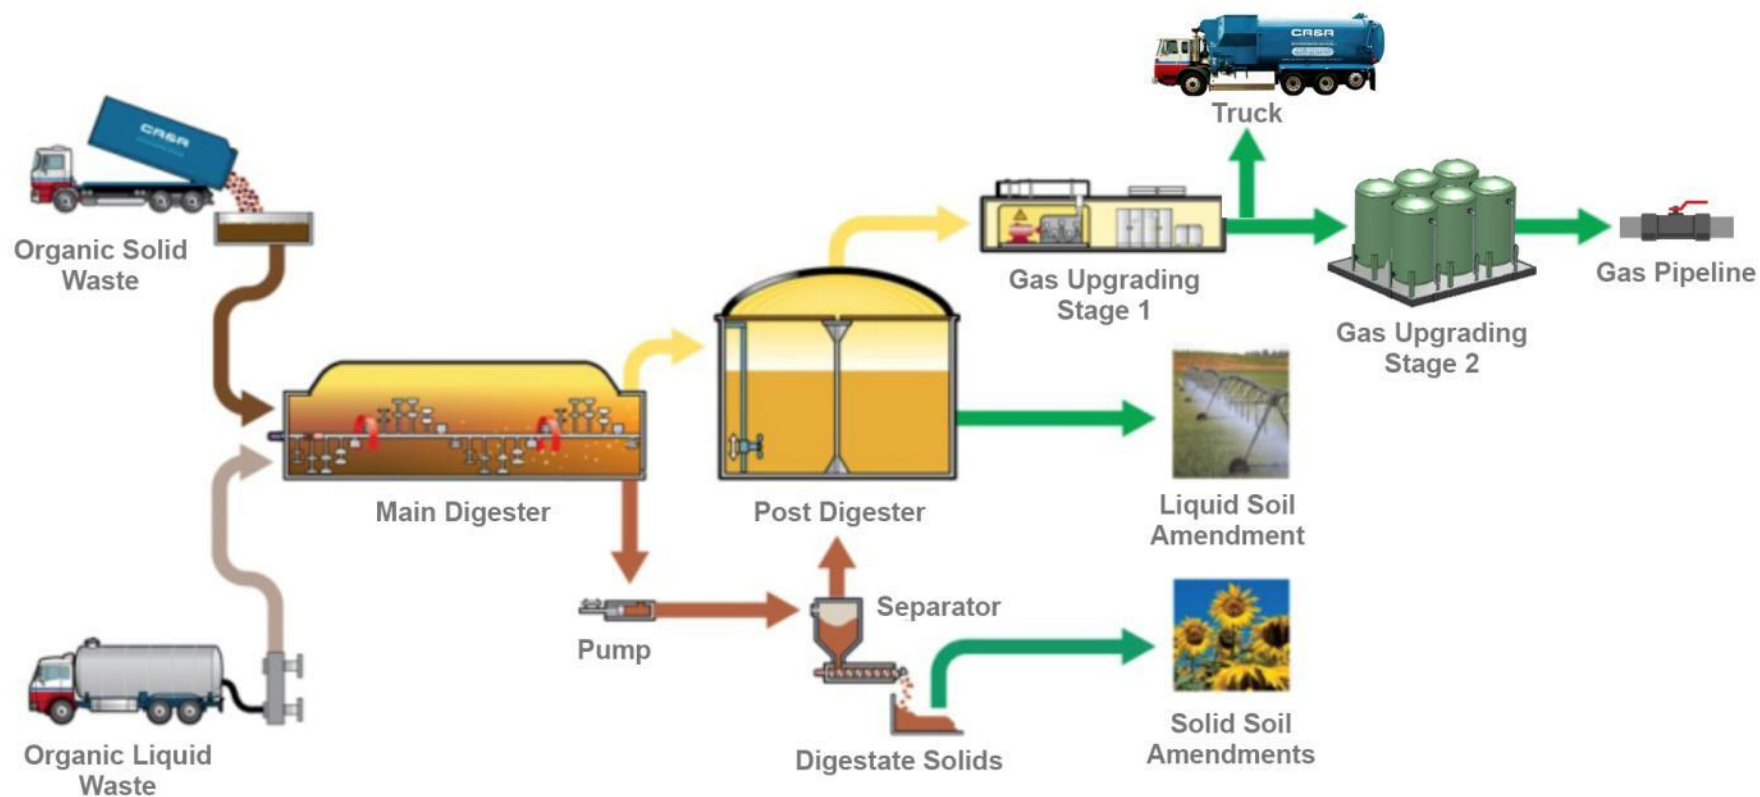 CR&R
Truck
CR&R
Organic Solid
Waste
Gas Upgrading
Stage 1
Gas Pipeline
Gas Upgrading
Stage 2
Main Digester
Post Digester
Liquid Soil
Amendment
Separator
Pump
Organic Liquid
Waste
Digestate Solids
Solid Soil
Amendments